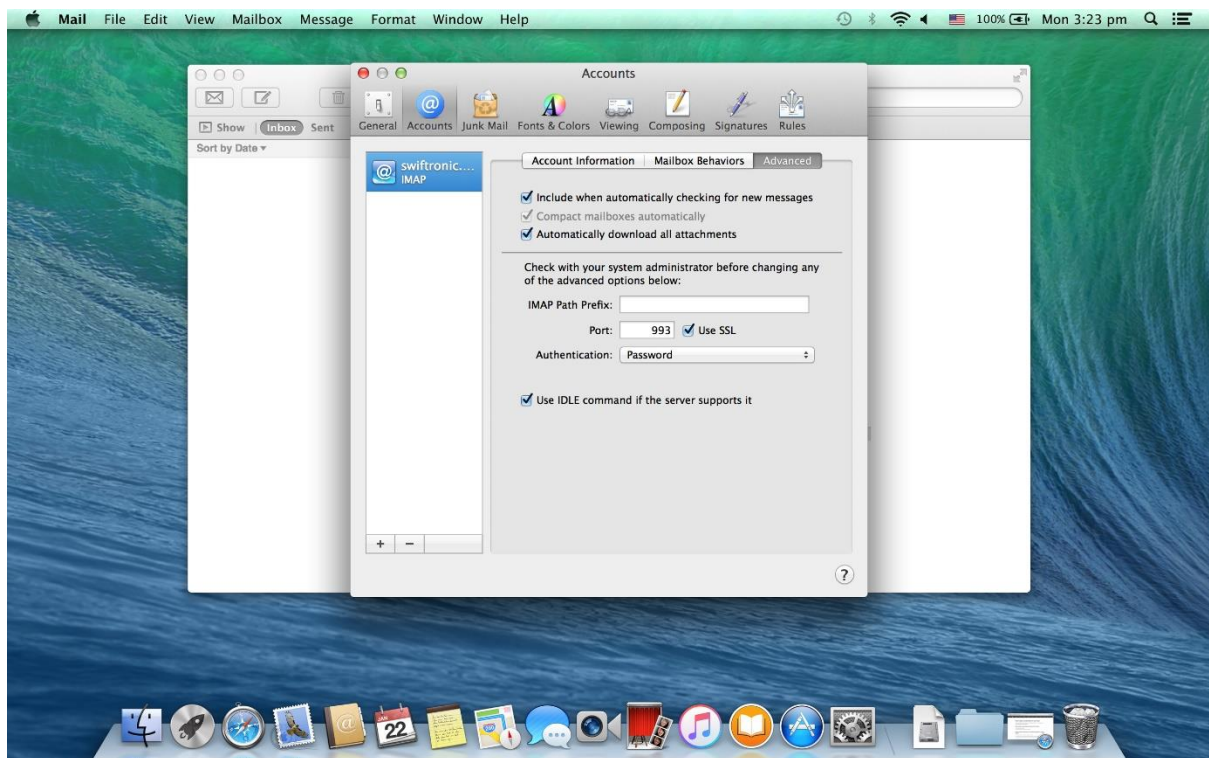 Mail File Edit View Mailbox Message Format Window Help 100% Mon 3:23 pm
Accounts
General Accounts Junk Mail Fonts & Colors Viewing Composing Signatures Rules
Show Inbox Sent
Sort by Date
swiftronic....
IMAP
Account Information Mailbox Behaviors Advanced
Include when automatically checking for new messages
Compact mailboxes automatically
Automatically download all attachments
Check with your system administrator before changing any
of the advanced options below:
IMAP Path Prefix:
Port: 993 Use SSL
Authentication: Password
Use IDLE command if the server supports it
+ −
?
JAN
22